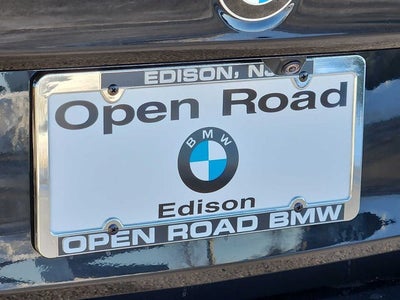 EDISON, NJ
Open Road
BMW
Edison
OPEN ROAD BMW